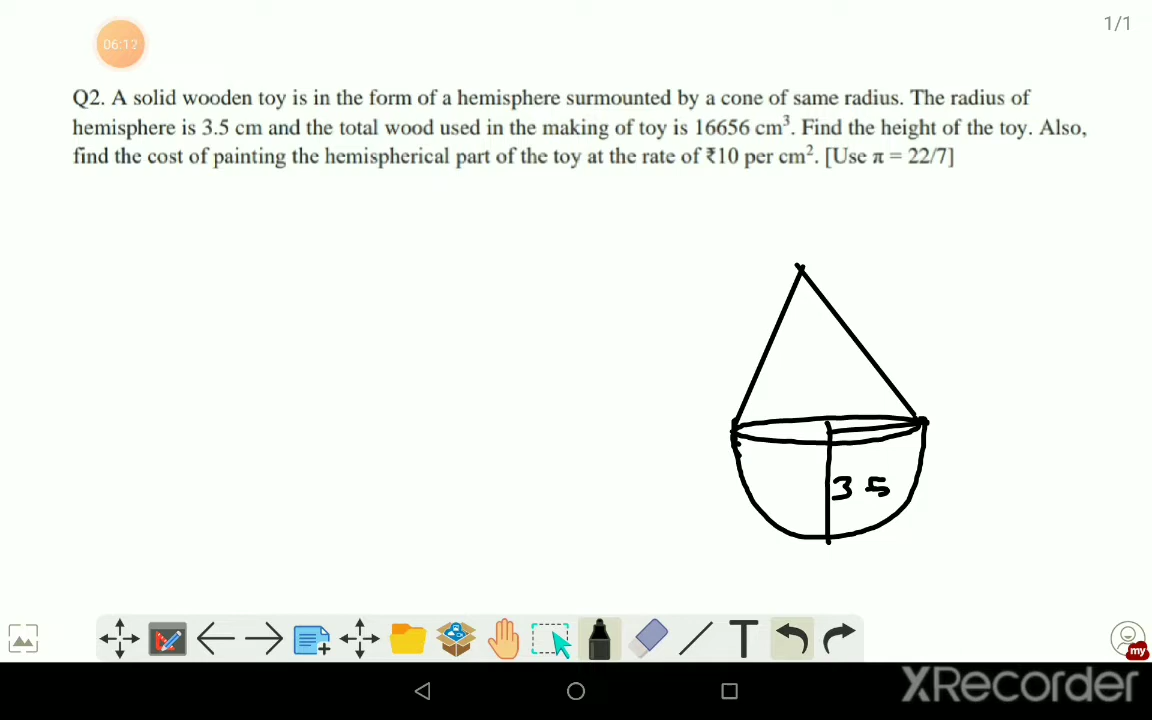 1/1
06:12
Q2. A solid wooden toy is in the form of a hemisphere surmounted by a cone of same radius. The radius of
hemisphere is 3.5 cm and the total wood used in the making of toy is 16656 cm³. Find the height of the toy. Also,
find the cost of painting the hemispherical part of the toy at the rate of ₹10 per cm². [Use π = 22/7]
3 5
T
my
XRecorder